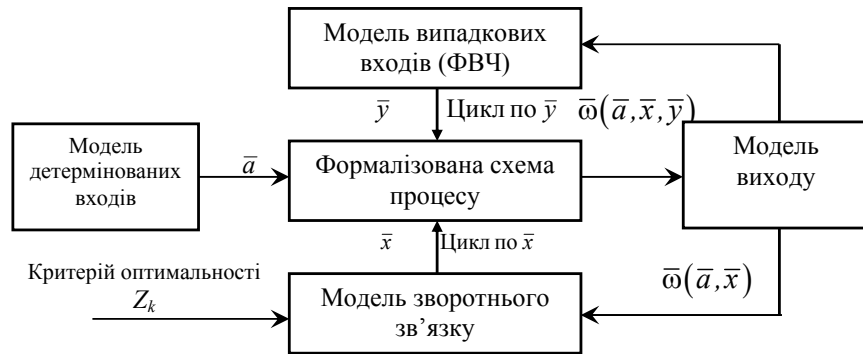 Модель випадкових
входів (ФВЧ)
y̅ Цикл по y̅ ω̅(a̅,x̅,y̅)
Модель
детермінованих
входів
a̅
Формалізована схема
процесу
Модель
виходу
x̅ Цикл по x̅
Критерій оптимальності
Z_k
Модель зворотнього
зв’язку
ω̅(a̅,x̅)